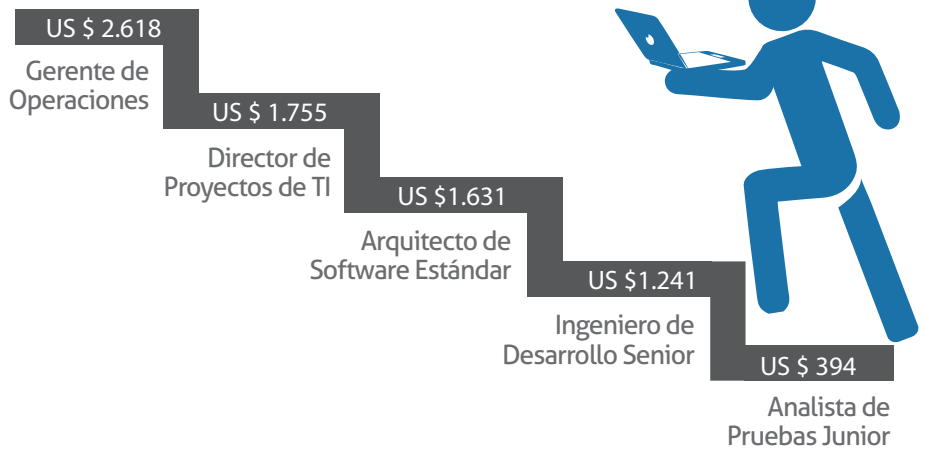 US $ 2.618
Gerente de
Operaciones
US $ 1.755
Director de
Proyectos de TI
US $1.631
Arquitecto de
Software Estándar
US $1.241
Ingeniero de
Desarrollo Senior
US $ 394
Analista de
Pruebas Junior